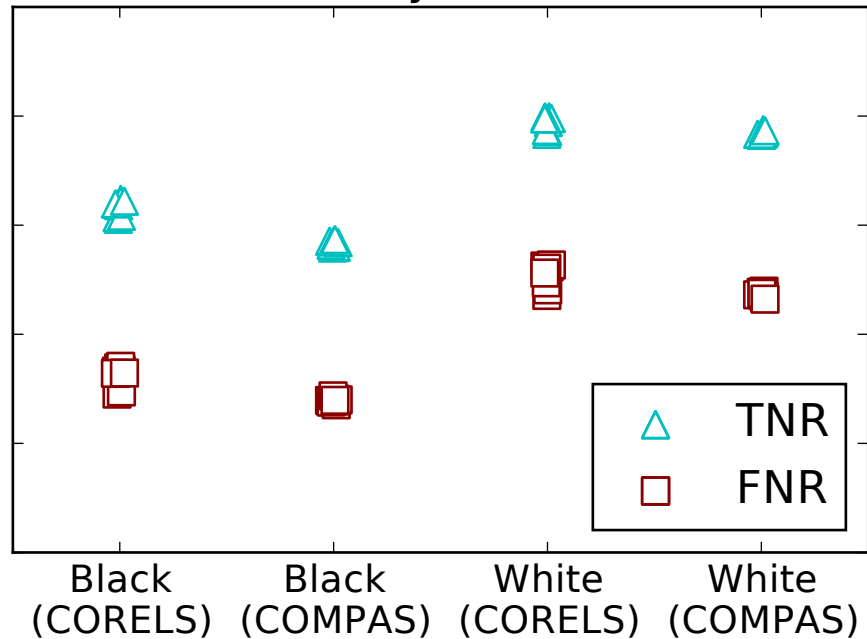 TNR
FNR
Black
(CORELS)
Black
(COMPAS)
White
(CORELS)
White
(COMPAS)